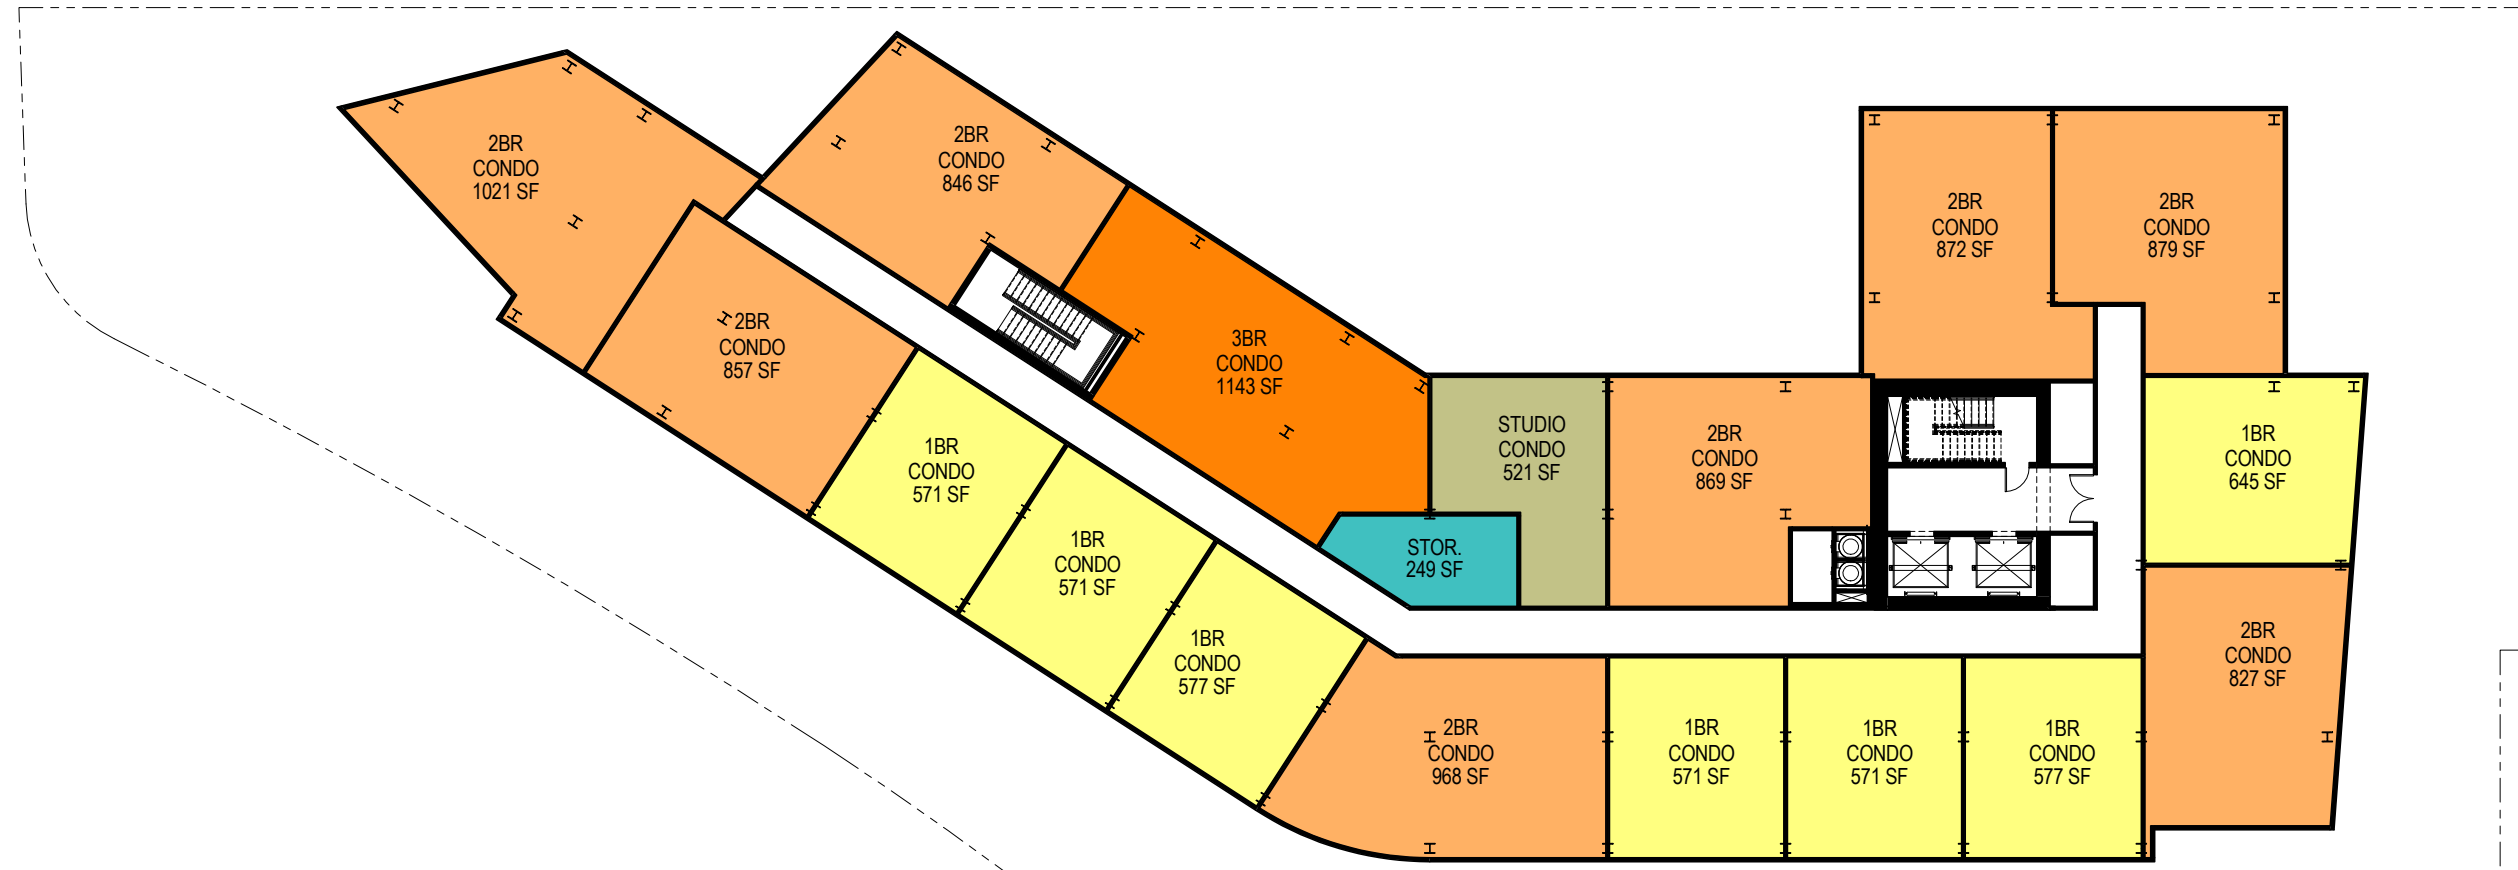 2BR
CONDO
1021 SF
2BR
CONDO
846 SF
2BR
CONDO
872 SF
2BR
CONDO
879 SF
2BR
CONDO
857 SF
3BR
CONDO
1143 SF
STUDIO
CONDO
521 SF
2BR
CONDO
869 SF
1BR
CONDO
645 SF
1BR
CONDO
571 SF
1BR
CONDO
571 SF
STOR.
249 SF
1BR
CONDO
577 SF
2BR
CONDO
827 SF
2BR
CONDO
968 SF
1BR
CONDO
571 SF
1BR
CONDO
571 SF
1BR
CONDO
577 SF